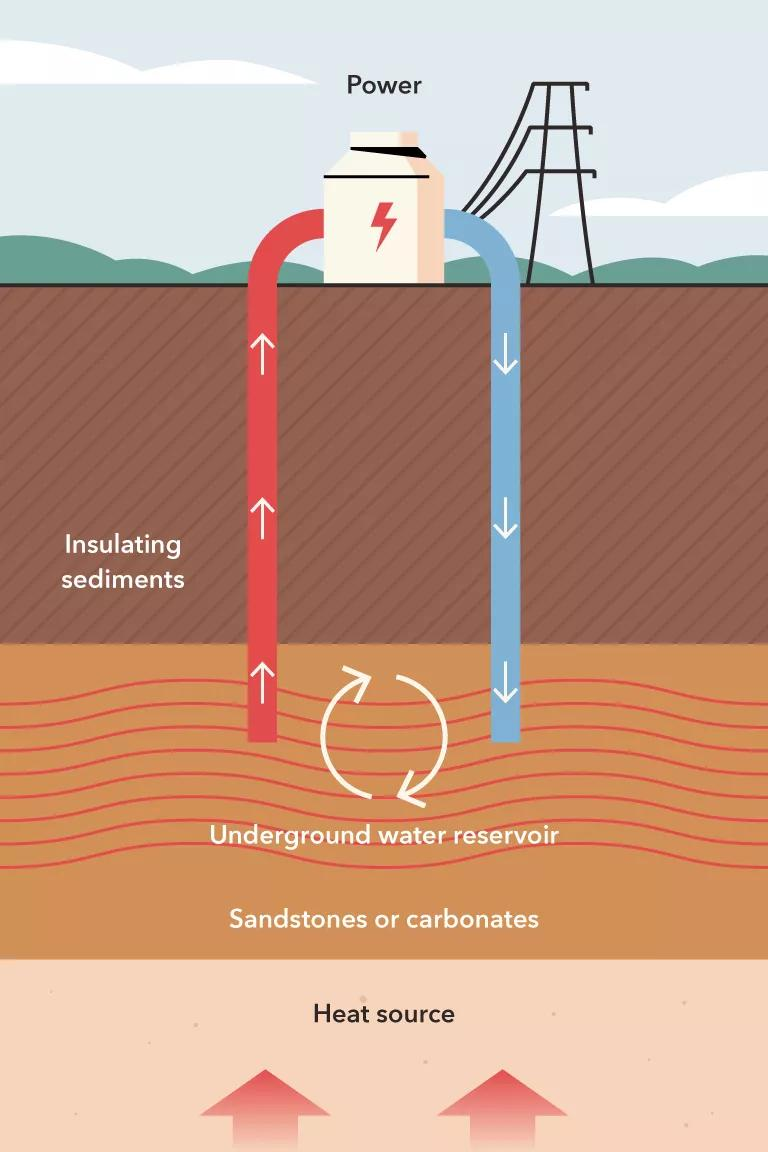 Power
Insulating
sediments
Underground water reservoir
Sandstones or carbonates
Heat source